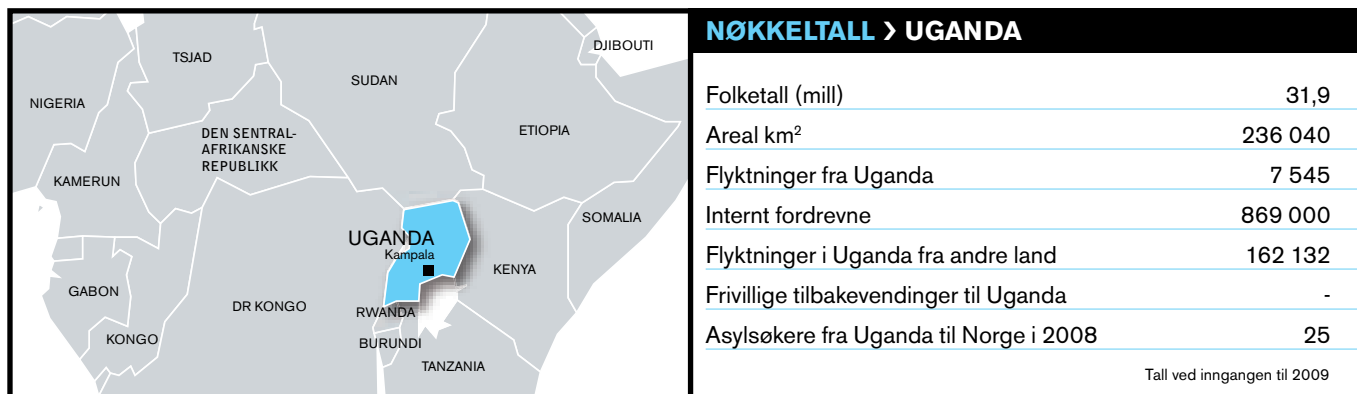 DJIBOUTI
TSJAD
SUDAN
NIGERIA
ETIOPIA
DEN SENTRAL-
AFRIKANSKE
REPUBLIKK
KAMERUN
SOMALIA
UGANDA
Kampala
KENYA
GABON
DR KONGO
RWANDA
KONGO
BURUNDI
TANZANIA
NØKKELTALL › UGANDA
Folketall (mill) 31,9
Areal km² 236 040
Flyktninger fra Uganda 7 545
Internt fordrevne 869 000
Flyktninger i Uganda fra andre land 162 132
Frivillige tilbakevendinger til Uganda -
Asylsøkere fra Uganda til Norge i 2008 25
Tall ved inngangen til 2009